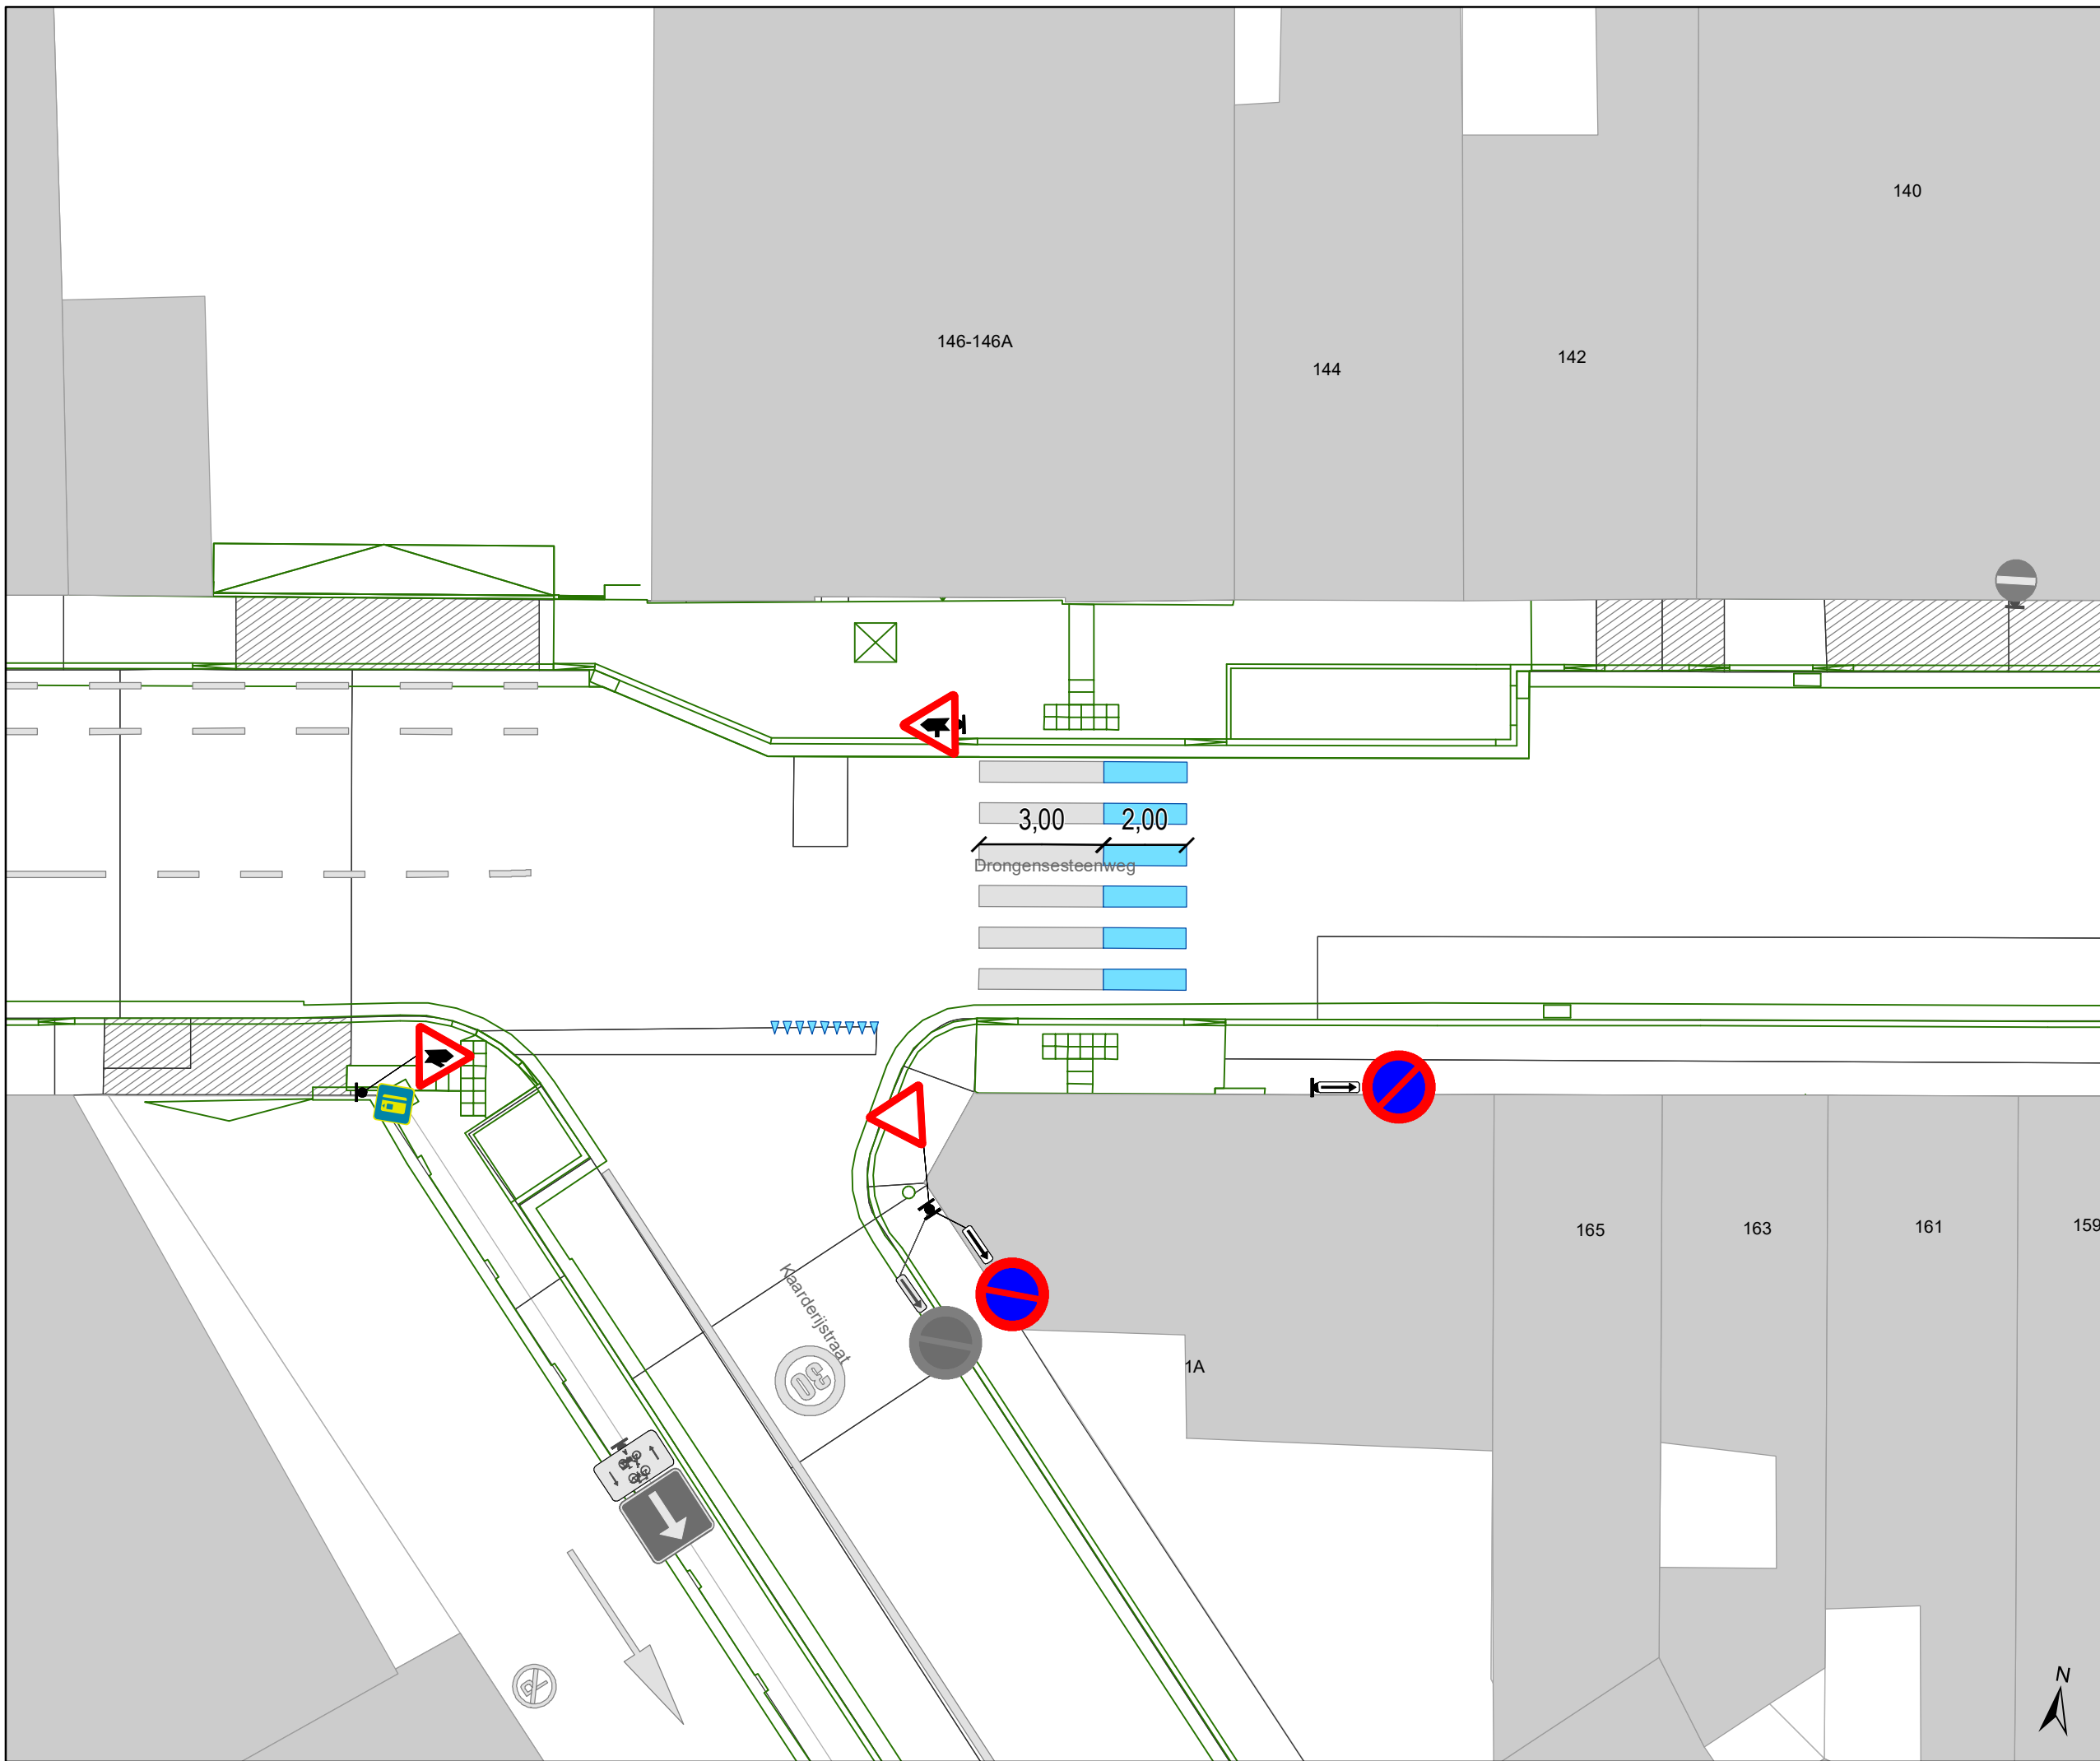 140
146-146A
142
144
3,00
2,00
Drongensesteenweg
165
163
161
159
Kaarderijstraat
30
1A
P
N